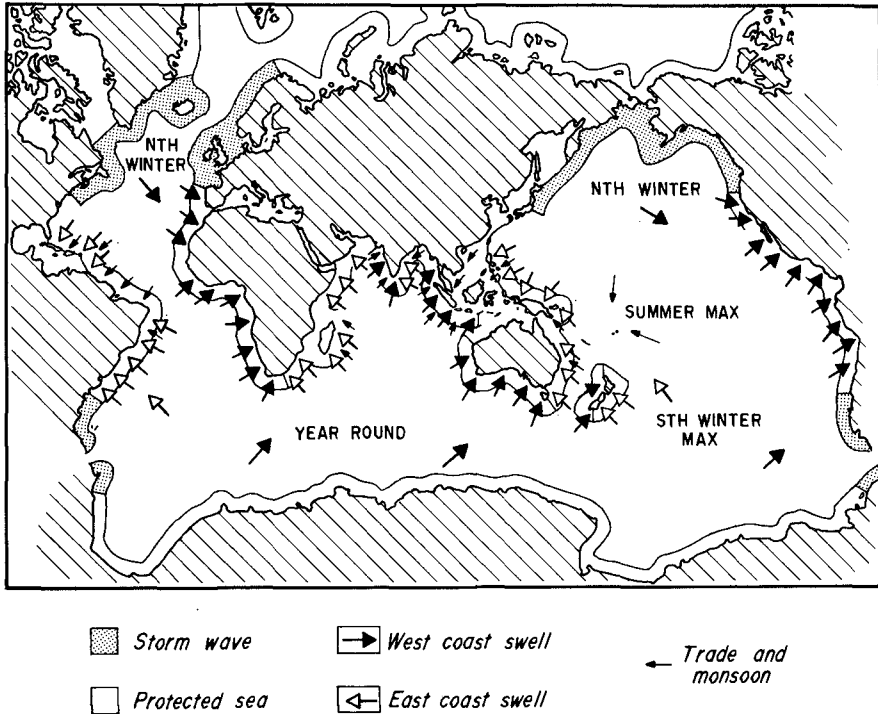 NTH
WINTER
NTH WINTER
SUMMER MAX
YEAR ROUND
STH WINTER
MAX
Storm wave
West coast swell
Trade and
monsoon
Protected sea
East coast swell